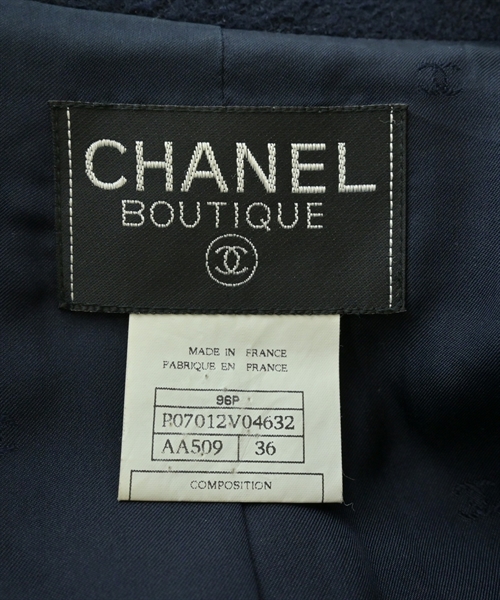 CHANEL
BOUTIQUE
MADE IN FRANCE
FABRIQUE EN FRANCE
96P
P07012V04632
AA509 36
COMPOSITION